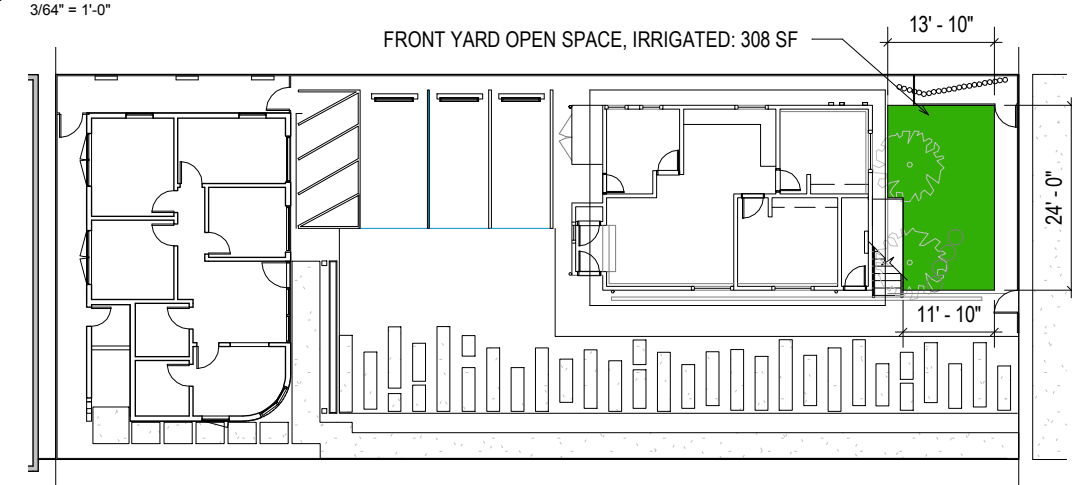 3/64" = 1'-0"
13' - 10"
FRONT YARD OPEN SPACE, IRRIGATED: 308 SF
24' - 0"
11' - 10"